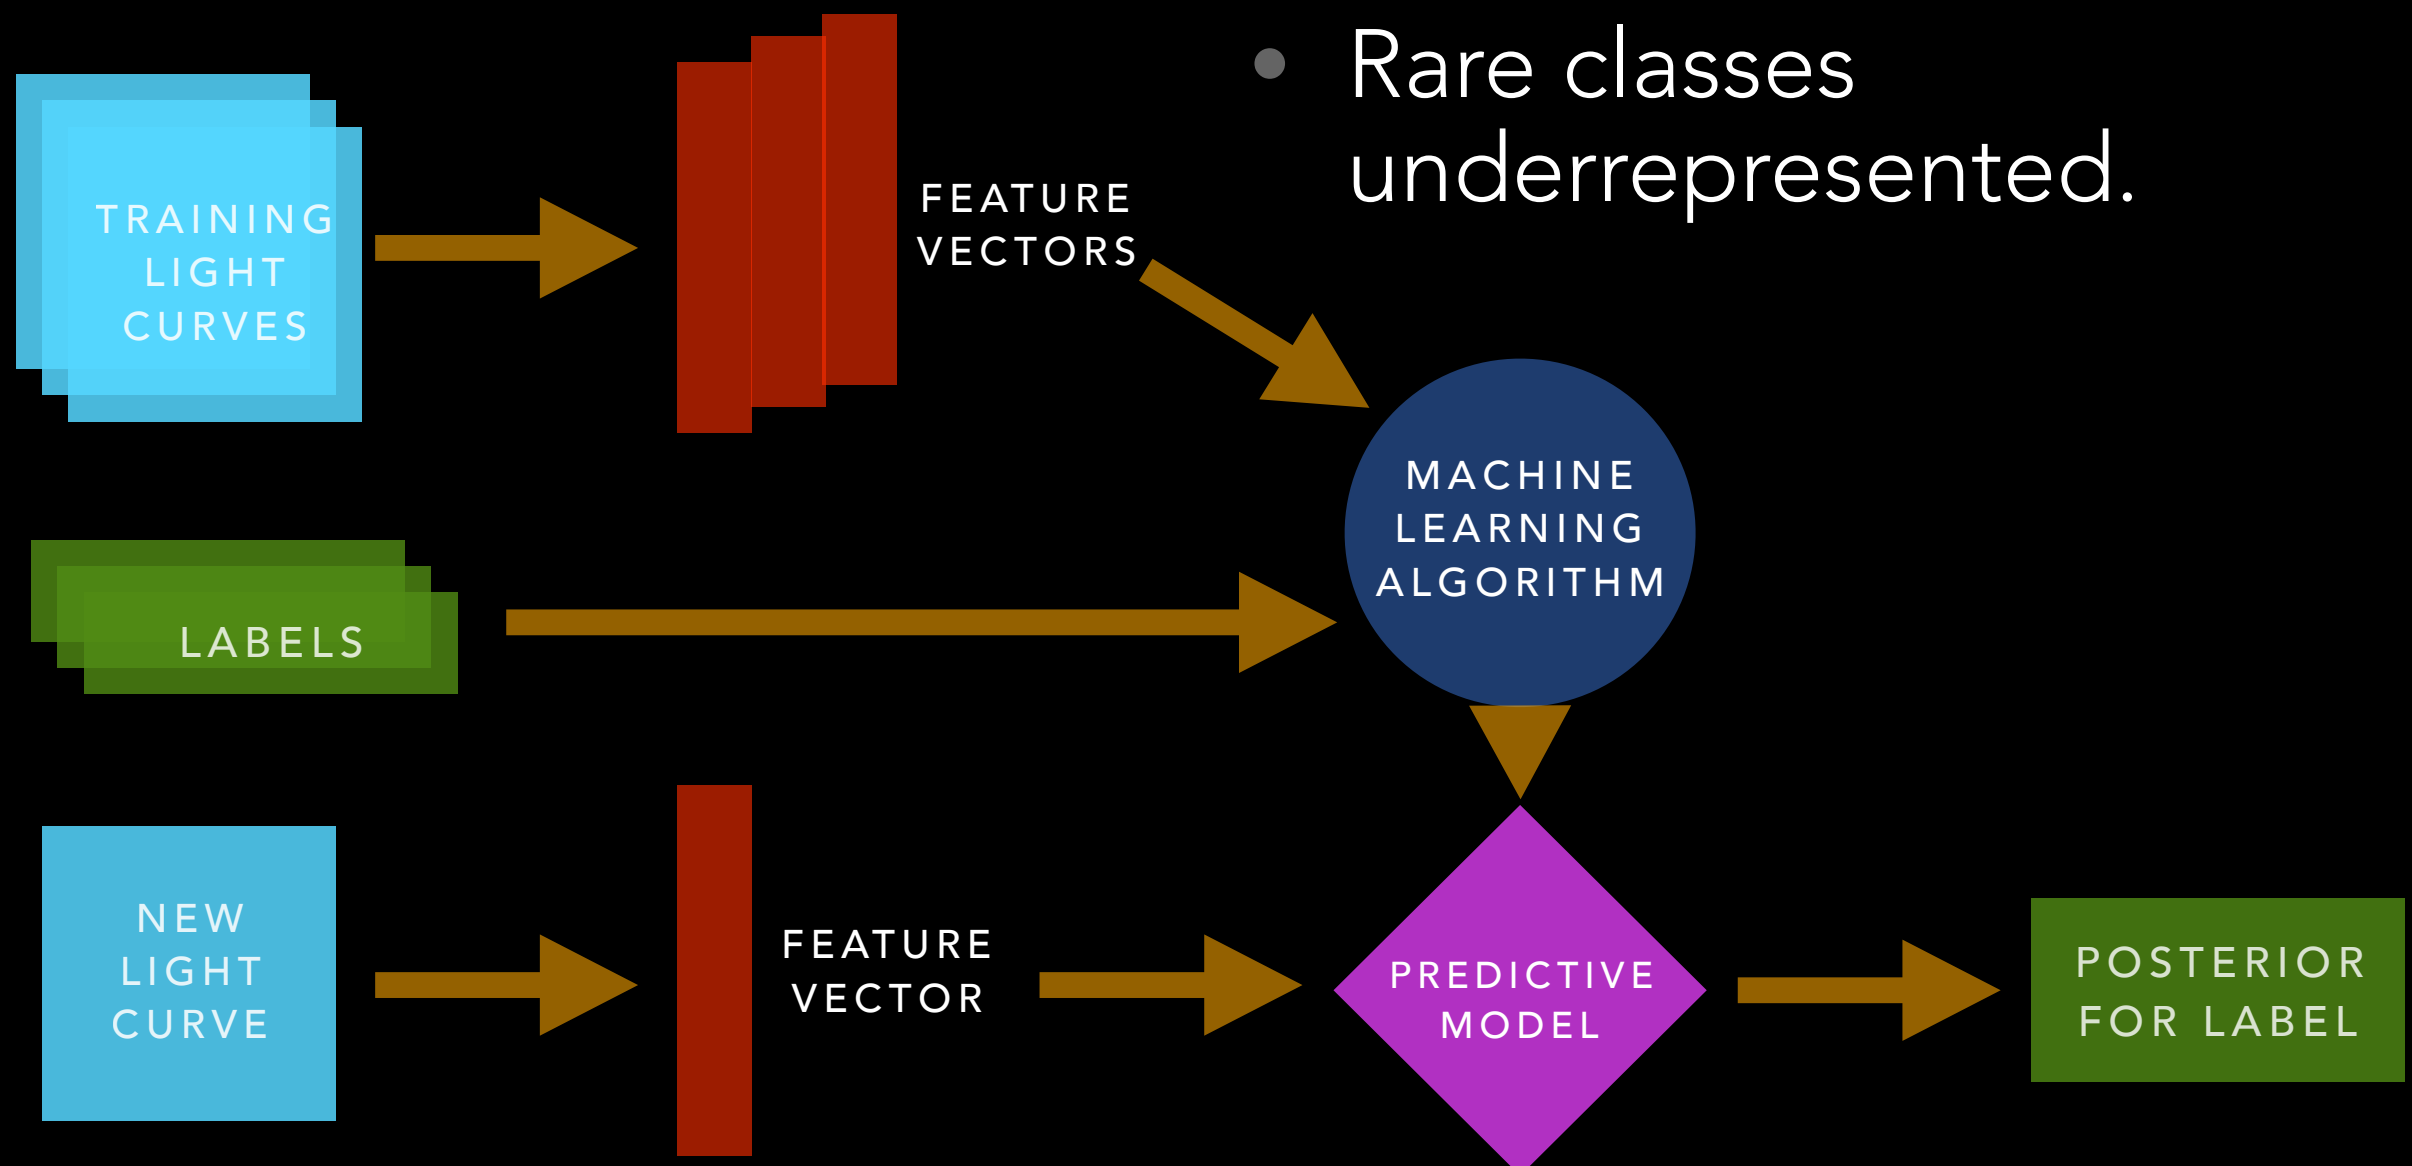 • Rare classes
underrepresented.
TRAINING
LIGHT
CURVES
FEATURE
VECTORS
MACHINE
LEARNING
ALGORITHM
LABELS
NEW
LIGHT
CURVE
FEATURE
VECTOR
PREDICTIVE
MODEL
POSTERIOR
FOR LABEL